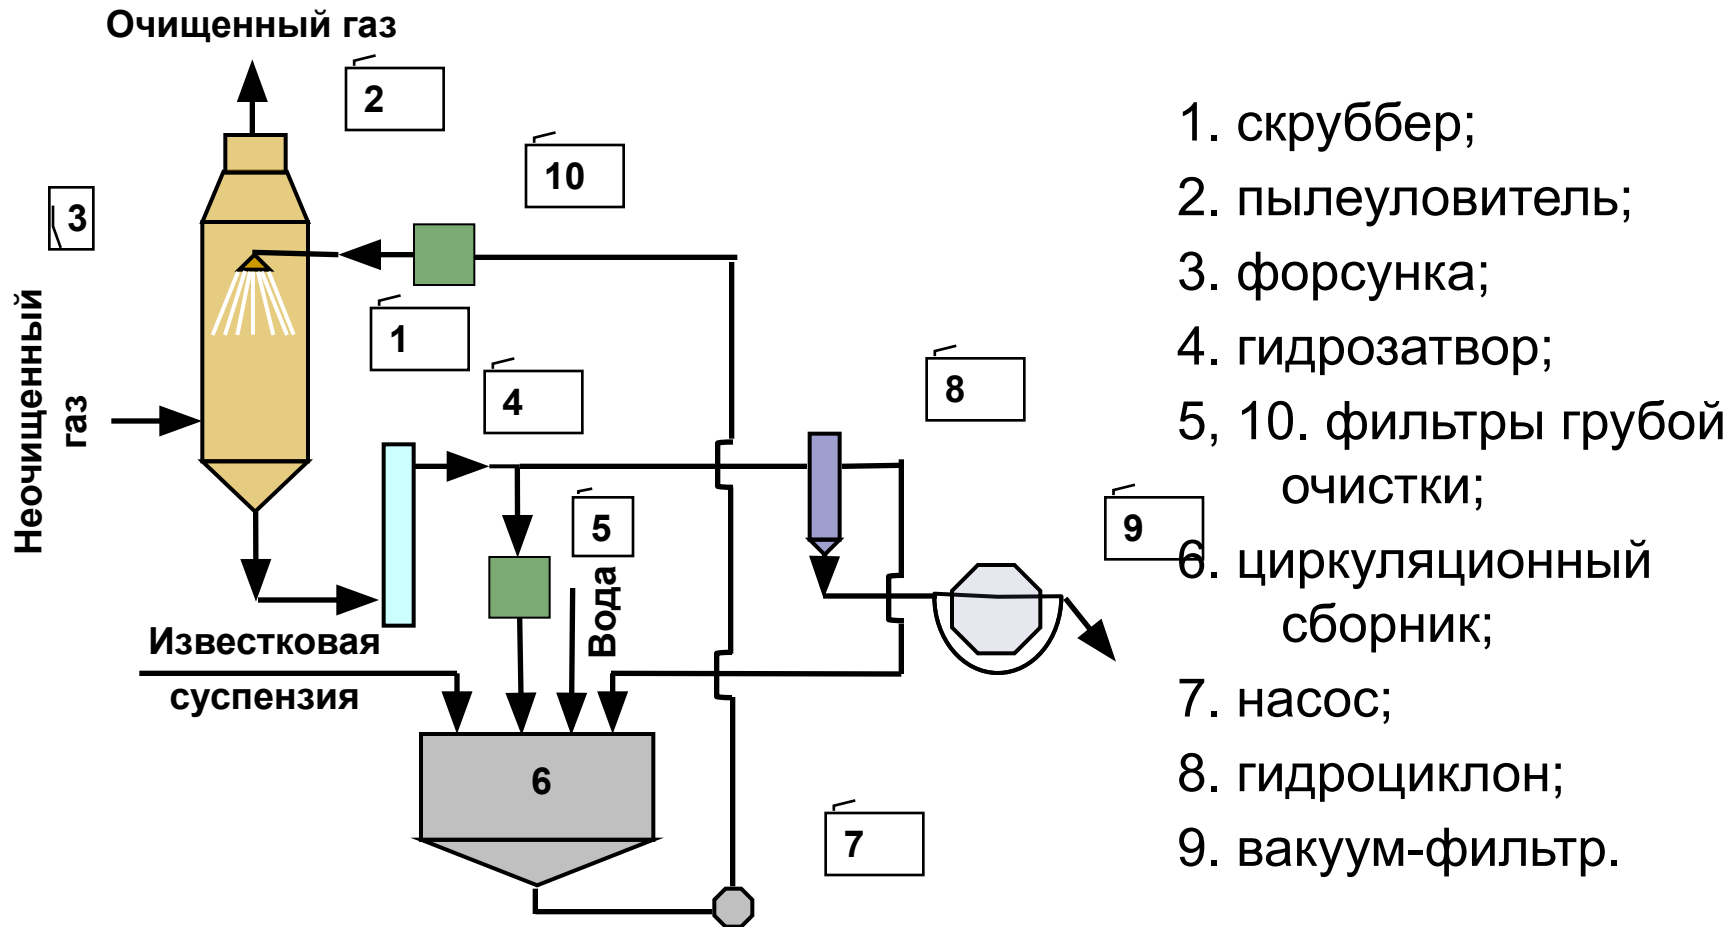 Очищенный газ
2
10
3
1
4
8
5
9
Неочищенный
газ
Вода
Известковая
суспензия
6
7
1. скруббер;
2. пылеуловитель;
3. форсунка;
4. гидрозатвор;
5, 10. фильтры грубой
очистки;
6. циркуляционный
сборник;
7. насос;
8. гидроциклон;
9. вакуум-фильтр.